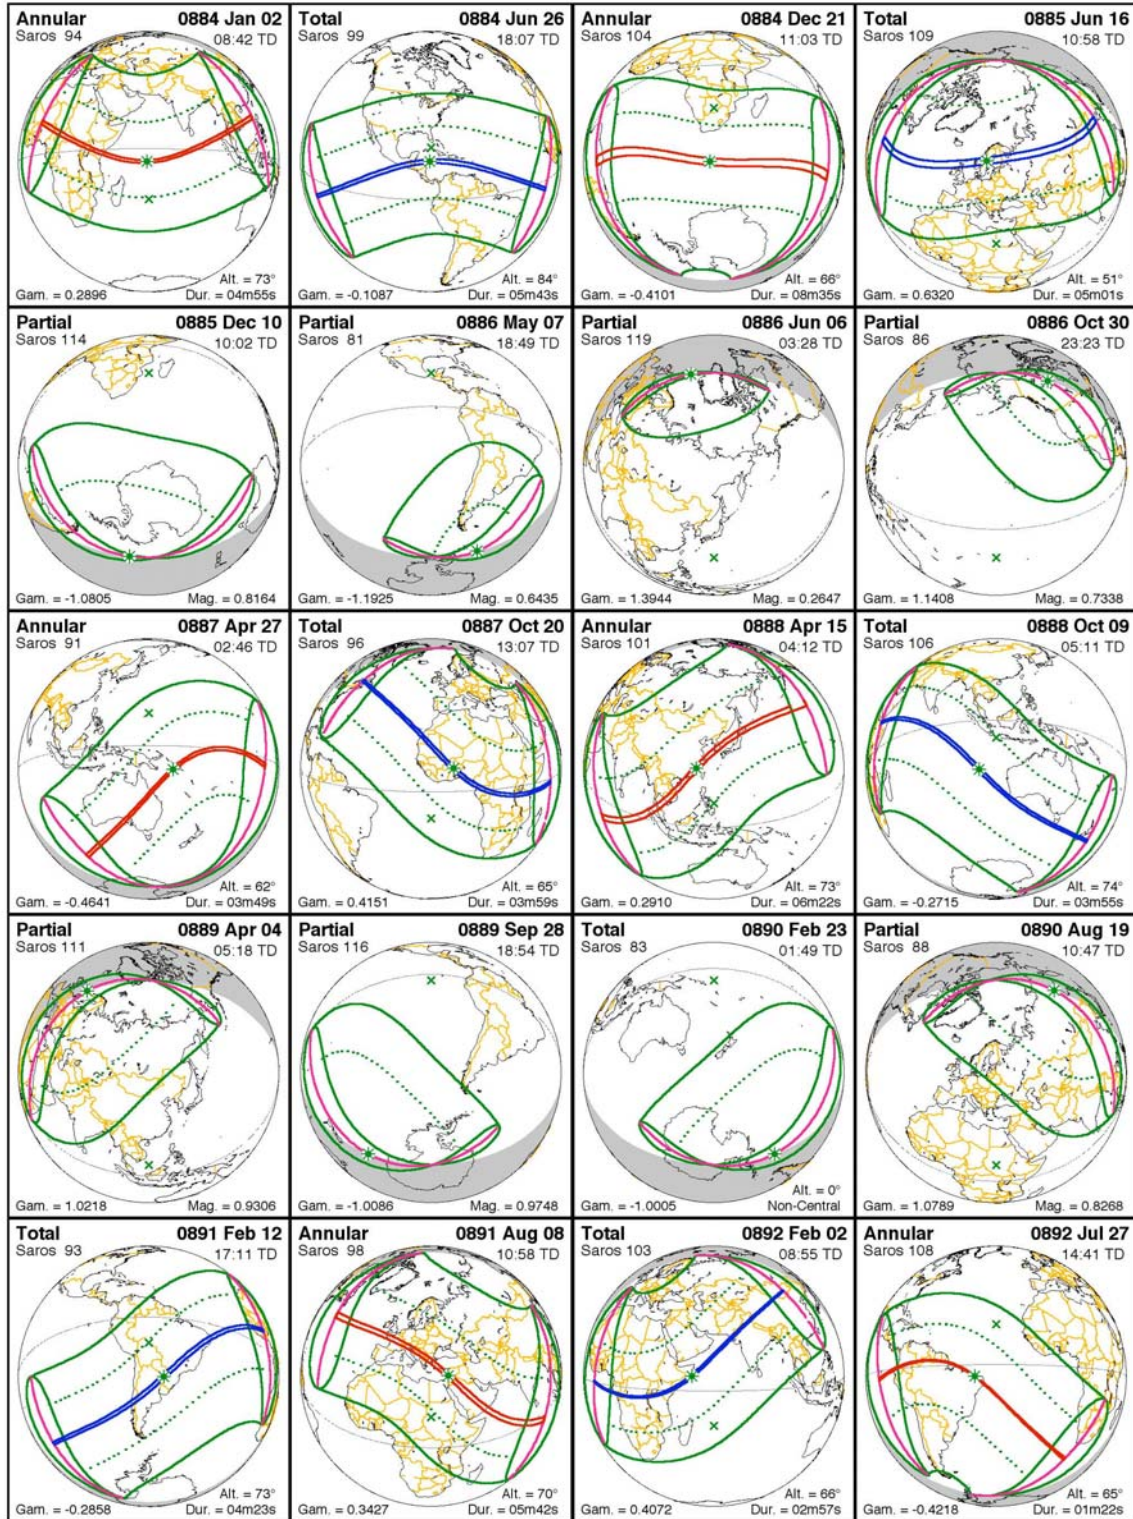 Annular 0884 Jan 02
Saros 94 08:42 TD
Alt. = 73°
Gam. = 0.2896 Dur. = 04m55s
Total 0884 Jun 26
Saros 99 18:07 TD
Alt. = 84°
Gam. = -0.1087 Dur. = 05m43s
Annular 0884 Dec 21
Saros 104 11:03 TD
Alt. = 66°
Gam. = -0.4101 Dur. = 08m35s
Total 0885 Jun 16
Saros 109 10:58 TD
Alt. = 51°
Gam. = 0.6320 Dur. = 05m01s
Partial 0885 Dec 10
Saros 114 10:02 TD
Gam. = -1.0805 Mag. = 0.8164
Partial 0886 May 07
Saros 81 18:49 TD
Gam. = -1.1925 Mag. = 0.6435
Partial 0886 Jun 06
Saros 119 03:28 TD
Gam. = 1.3944 Mag. = 0.2647
Partial 0886 Oct 30
Saros 86 23:23 TD
Gam. = 1.1408 Mag. = 0.7338
Annular 0887 Apr 27
Saros 91 02:46 TD
Alt. = 62°
Gam. = -0.4641 Dur. = 03m49s
Total 0887 Oct 20
Saros 96 13:07 TD
Alt. = 65°
Gam. = 0.4151 Dur. = 03m59s
Annular 0888 Apr 15
Saros 101 04:12 TD
Alt. = 73°
Gam. = 0.2910 Dur. = 06m22s
Total 0888 Oct 09
Saros 106 05:11 TD
Alt. = 74°
Gam. = -0.2715 Dur. = 03m55s
Partial 0889 Apr 04
Saros 111 05:18 TD
Gam. = 1.0218 Mag. = 0.9306
Partial 0889 Sep 28
Saros 116 18:54 TD
Gam. = -1.0086 Mag. = 0.9748
Total 0890 Feb 23
Saros 83 01:49 TD
Alt. = 0°
Gam. = -1.0005 Non-Central
Partial 0890 Aug 19
Saros 88 10:47 TD
Gam. = 1.0789 Mag. = 0.8268
Total 0891 Feb 12
Saros 93 17:11 TD
Alt. = 73°
Gam. = -0.2858 Dur. = 04m23s
Annular 0891 Aug 08
Saros 98 10:58 TD
Alt. = 70°
Gam. = 0.3427 Dur. = 05m42s
Total 0892 Feb 02
Saros 103 08:55 TD
Alt. = 66°
Gam. = 0.4072 Dur. = 02m57s
Annular 0892 Jul 27
Saros 108 14:41 TD
Alt. = 65°
Gam. = -0.4218 Dur. = 01m22s